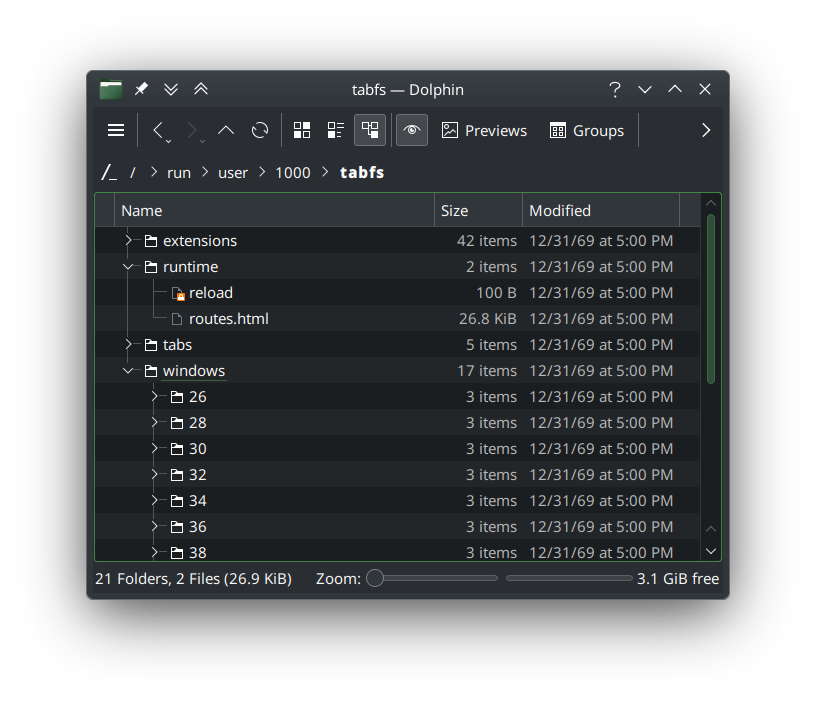 tabfs — Dolphin
Previews Groups
/ run user 1000 tabfs
Name Size Modified
extensions 42 items 12/31/69 at 5:00 PM
runtime 2 items 12/31/69 at 5:00 PM
reload 100 B 12/31/69 at 5:00 PM
routes.html 26.8 KiB 12/31/69 at 5:00 PM
tabs 5 items 12/31/69 at 5:00 PM
windows 17 items 12/31/69 at 5:00 PM
26 3 items 12/31/69 at 5:00 PM
28 3 items 12/31/69 at 5:00 PM
30 3 items 12/31/69 at 5:00 PM
32 3 items 12/31/69 at 5:00 PM
34 3 items 12/31/69 at 5:00 PM
36 3 items 12/31/69 at 5:00 PM
38 3 items 12/31/69 at 5:00 PM
21 Folders, 2 Files (26.9 KiB) Zoom: 3.1 GiB free